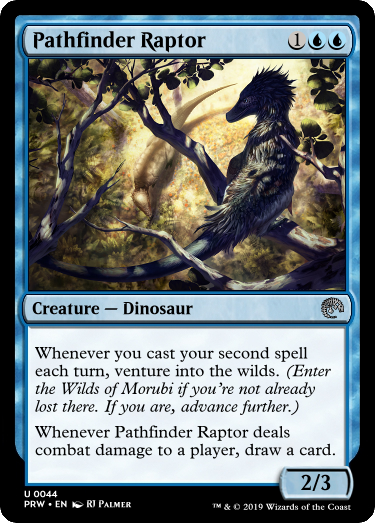 Pathfinder Raptor 1
Creature — Dinosaur
Whenever you cast your second spell
each turn, venture into the wilds. (Enter
the Wilds of Morubi if you're not already
lost there. If you are, advance further.)
Whenever Pathfinder Raptor deals
combat damage to a player, draw a card.
2/3
U 0044
PRW • EN RJ Palmer
™ & © 2019 Wizards of the Coast